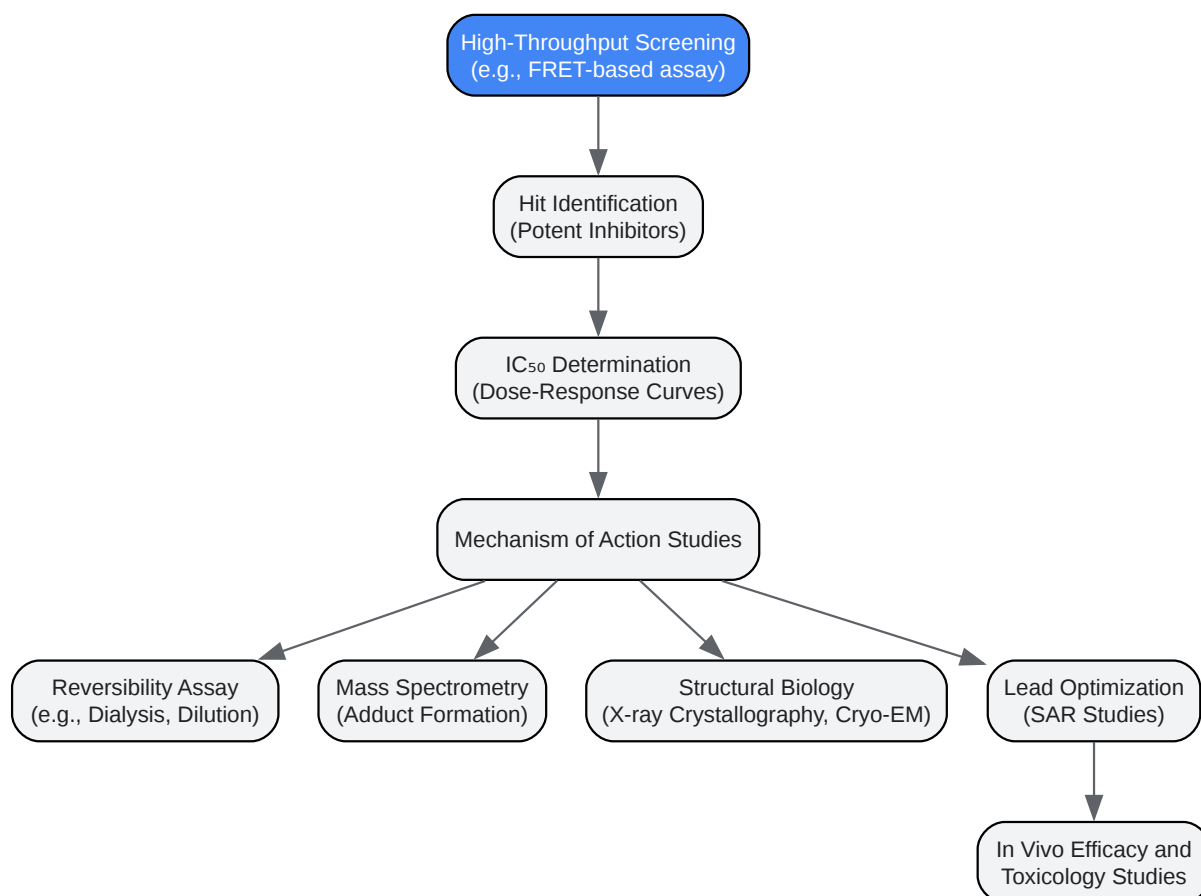 High-Throughput Screening
(e.g., FRET-based assay)
Hit Identification
(Potent Inhibitors)
IC₅₀ Determination
(Dose-Response Curves)
Mechanism of Action Studies
Reversibility Assay
(e.g., Dialysis, Dilution)
Mass Spectrometry
(Adduct Formation)
Structural Biology
(X-ray Crystallography, Cryo-EM)
Lead Optimization
(SAR Studies)
In Vivo Efficacy and
Toxicology Studies